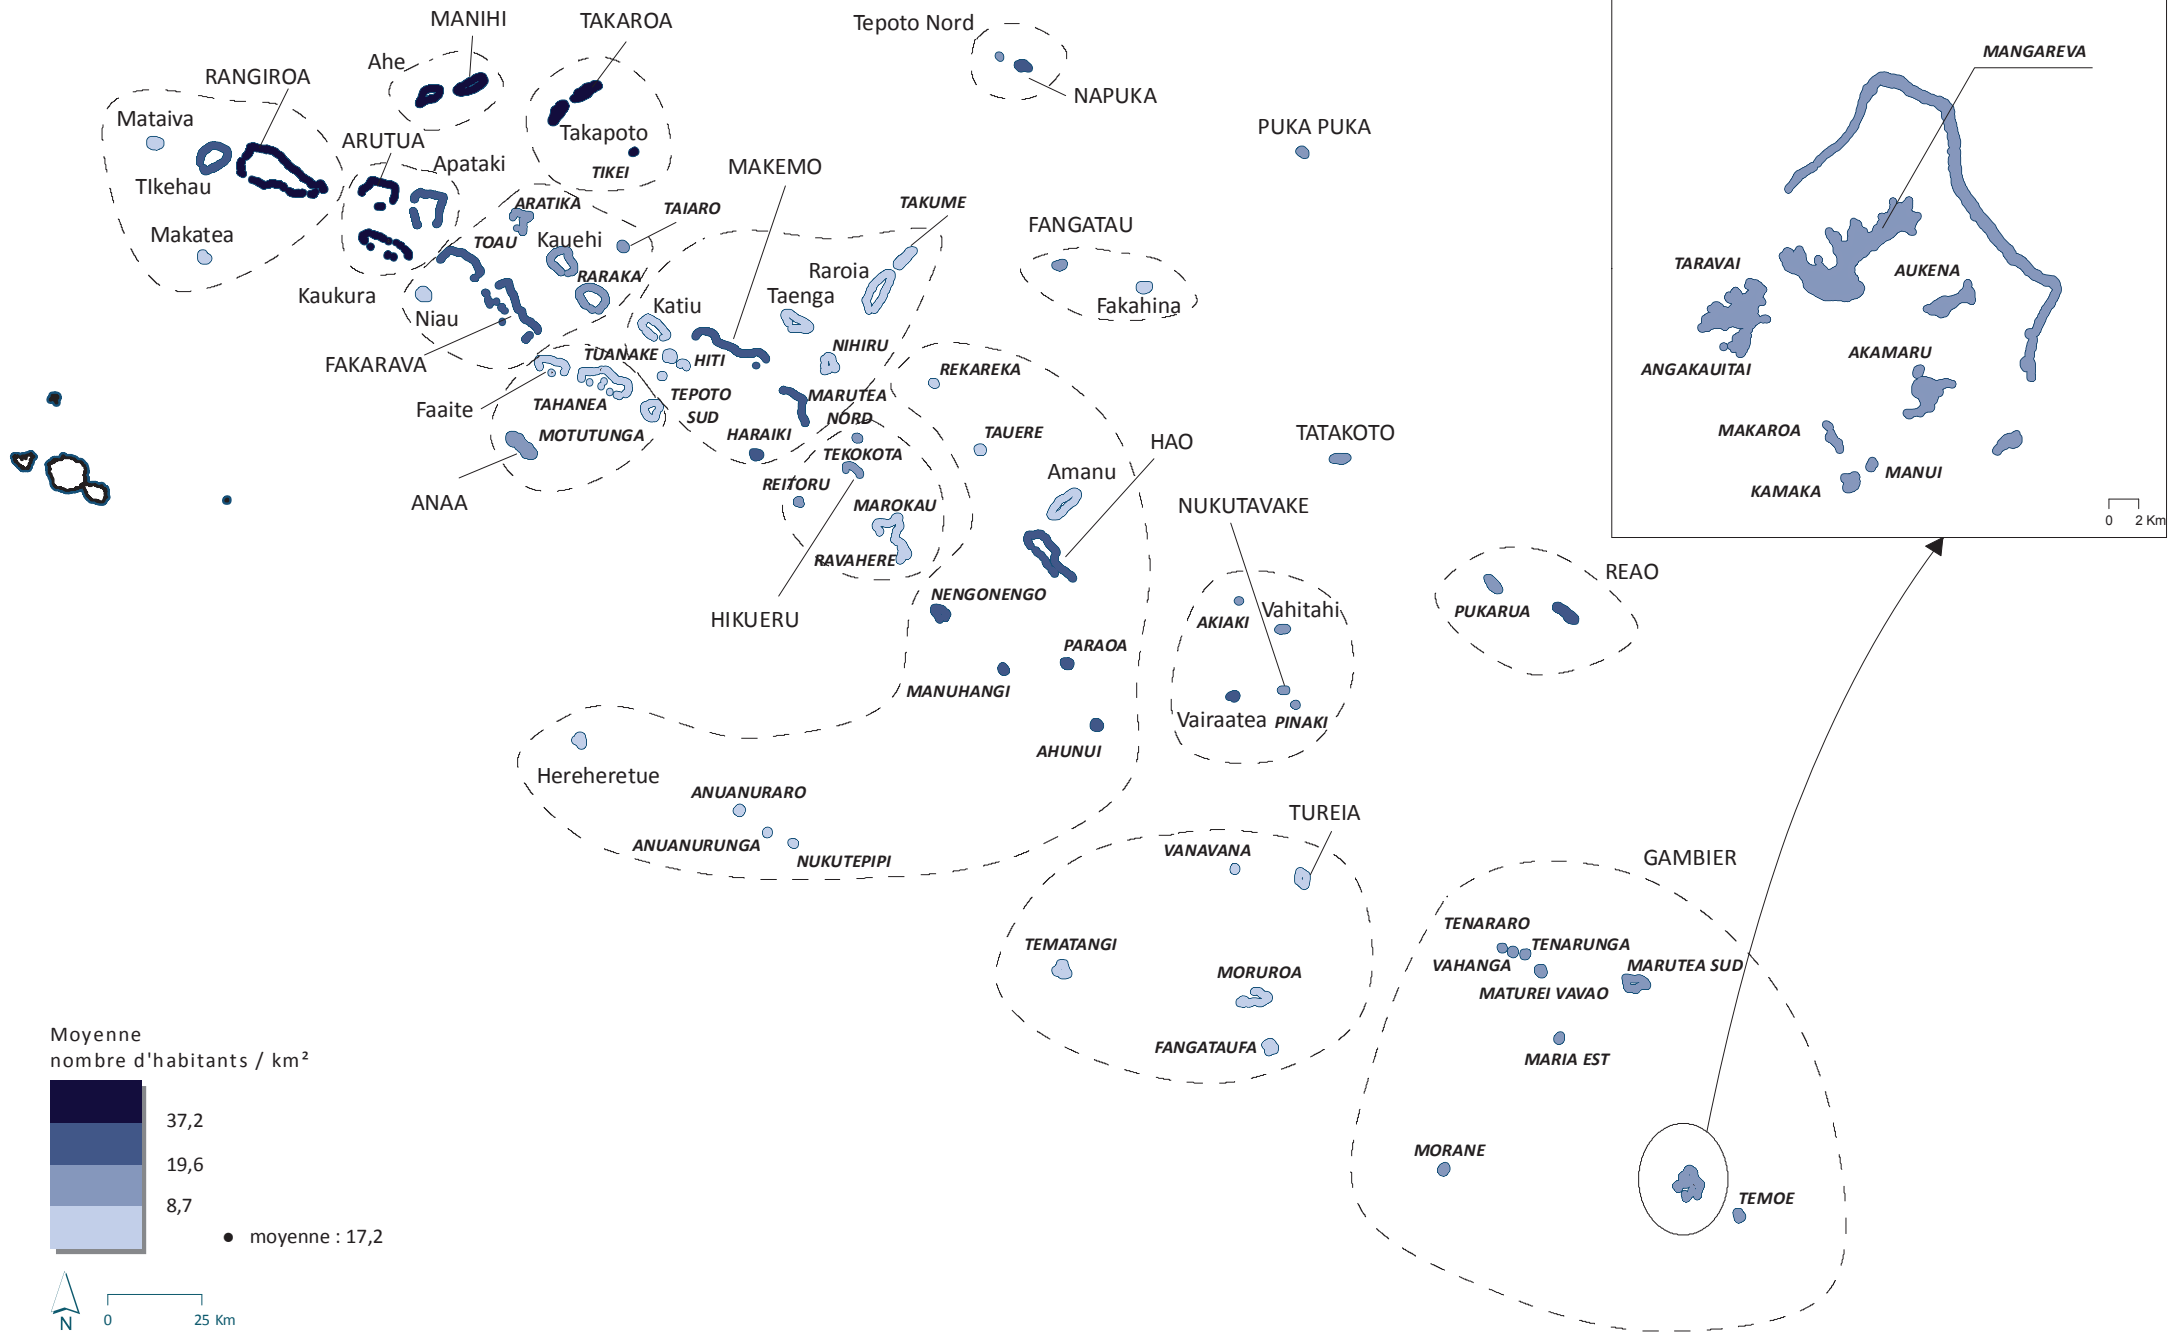 MANIHI
TAKAROA
Tepoto Nord
MANGAREVA
Ahe
RANGIROA
NAPUKA
Mataiva
ARUTUA
Takapoto
PUKA PUKA
Apataki
MAKEMO
TIKEI
TIkehau
ARATIKA
TAIARO
TAKUME
Makatea
TOAU
Kauehi
FANGATAU
RARAKA
Raroia
Taenga
TARAVAI
AUKENA
Kaukura
Niau
Katiu
Fakahina
FAKARAVA
TUANAKE
HITI
NIHIRU
REKAREKA
AKAMARU
ANGAKAUITAI
Faaite
TAHANEA
TEPOTO
SUD
MARUTEA
NORD
MOTUTUNGA
HARAIKI
TAUERE
HAO
TATAKOTO
MAKAROA
TEKOKOTA
Amanu
MANUI
ANAA
REITORU
MAROKAU
NUKUTAVAKE
KAMAKA
0 2 Km
RAVAHERE
REAO
NENGONENGO
Vahitahi
PUKARUA
HIKUERU
AKIAKI
PARAOA
MANUHANGI
Vairaatea
PINAKI
AHUNUI
Hereheretue
ANUANURARO
TUREIA
ANUANURUNGA
NUKUTEPIPI
VANAVANA
GAMBIER
TENARARO
TEMATANGI
TENARUNGA
VAHANGA
MARUTEA SUD
MORUROA
MATUREI VAVAO
FANGATAUFA
MARIA EST
MORANE
TEMOE
Moyenne
nombre d'habitants / km²
37,2
19,6
8,7
moyenne : 17,2
N
0 25 Km